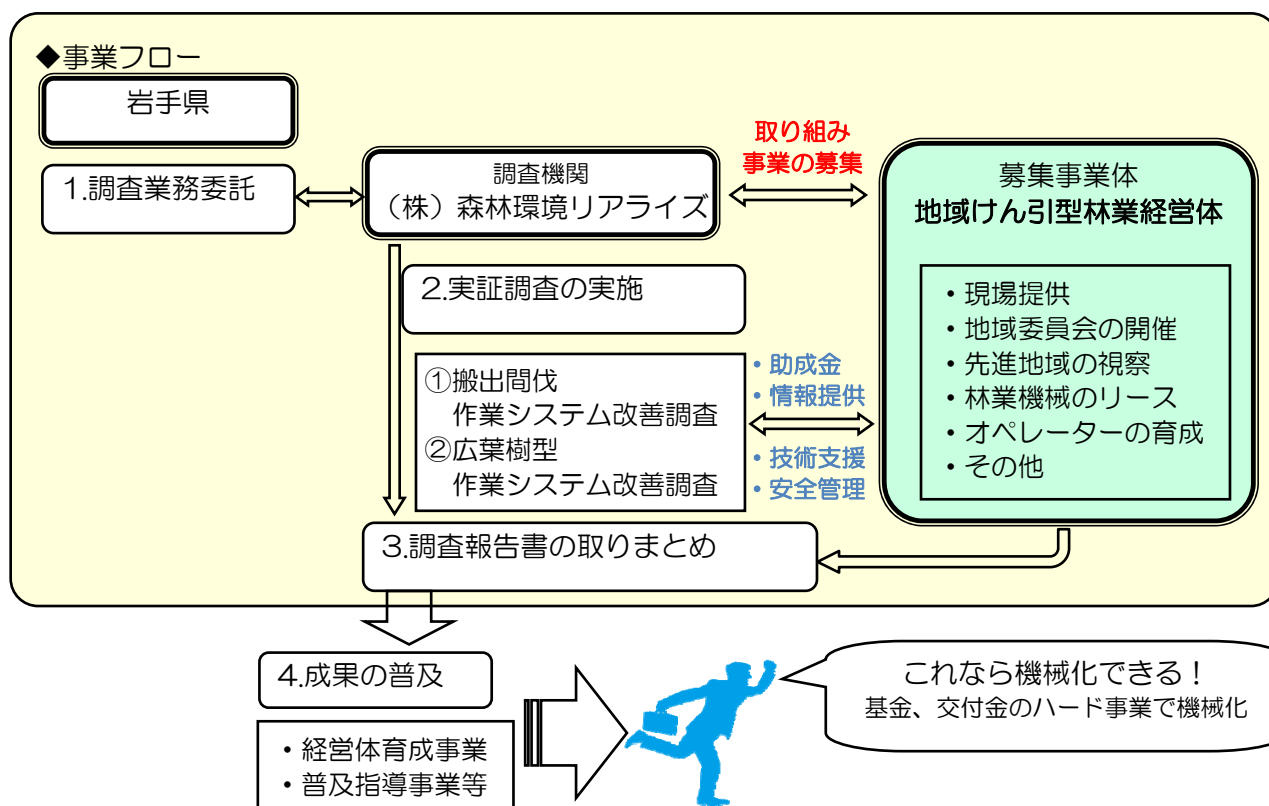 ◆事業フロー
岩手県
1.調査業務委託
調査機関
（株）森林環境リアライズ
取り組み
事業の募集
募集事業体
地域けん引型林業経営体
・現場提供
・地域委員会の開催
・先進地域の視察
・林業機械のリース
・オペレーターの育成
・その他
2.実証調査の実施
①搬出間伐
作業システム改善調査
②広葉樹型
作業システム改善調査
・助成金
・情報提供
・技術支援
・安全管理
3.調査報告書の取りまとめ
4.成果の普及
・経営体育成事業
・普及指導事業等
これなら機械化できる！
基金、交付金のハード事業で機械化